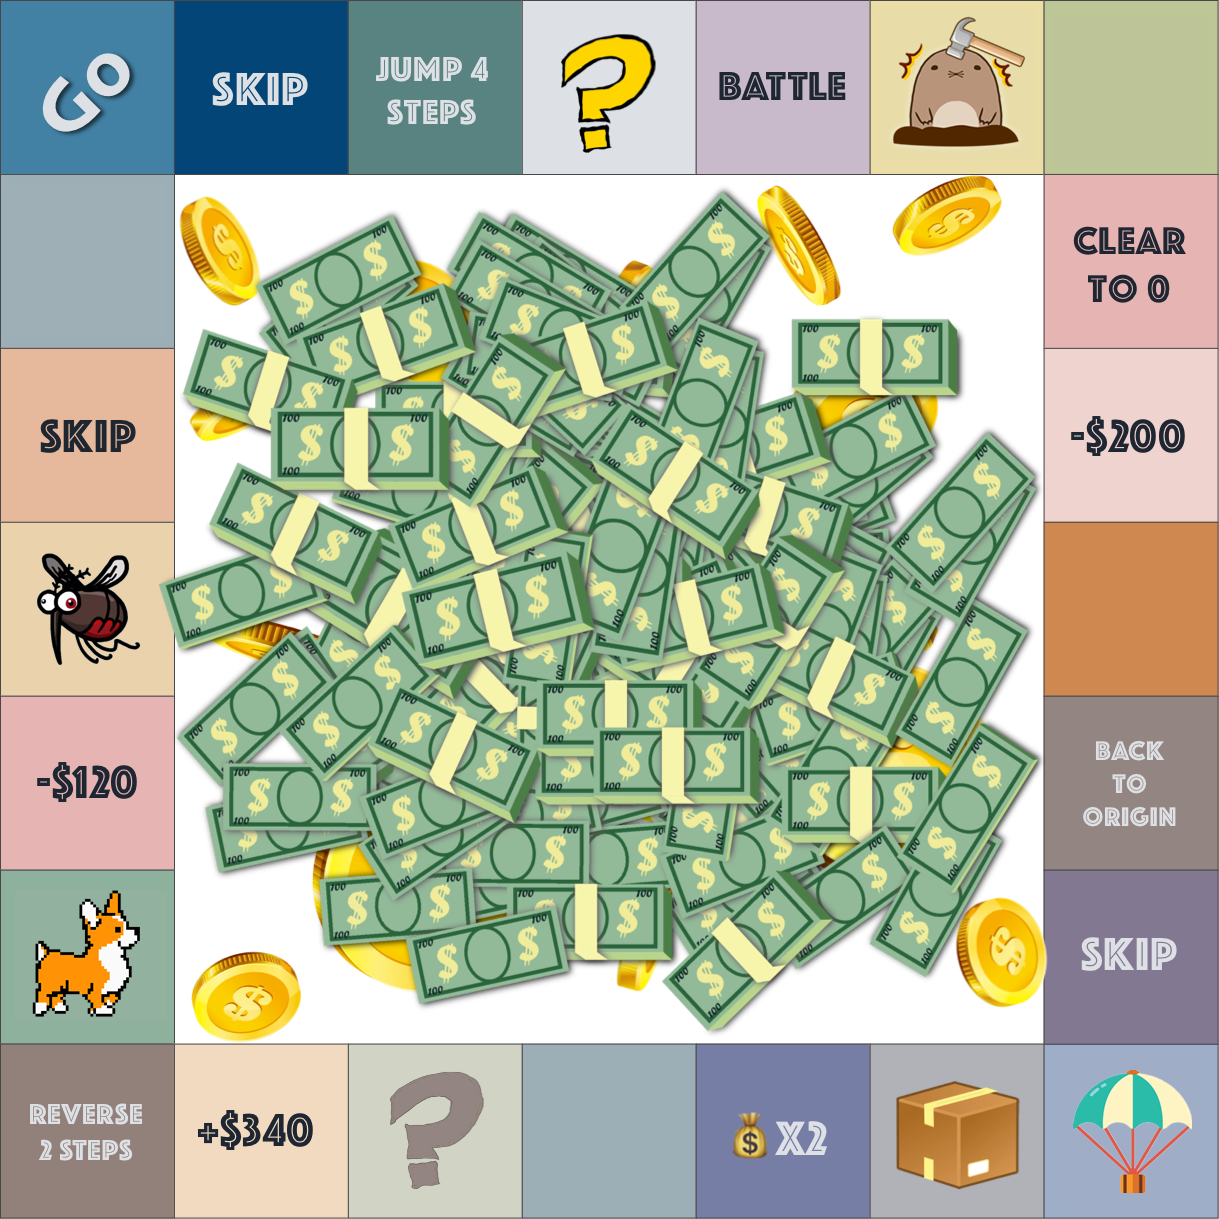 GO
SKIP
JUMP 4
STEPS
?
BATTLE
CLEAR
TO 0
SKIP
-$200
-$120
BACK
TO
ORIGIN
SKIP
REVERSE
2 STEPS
+$340
?
$ X2